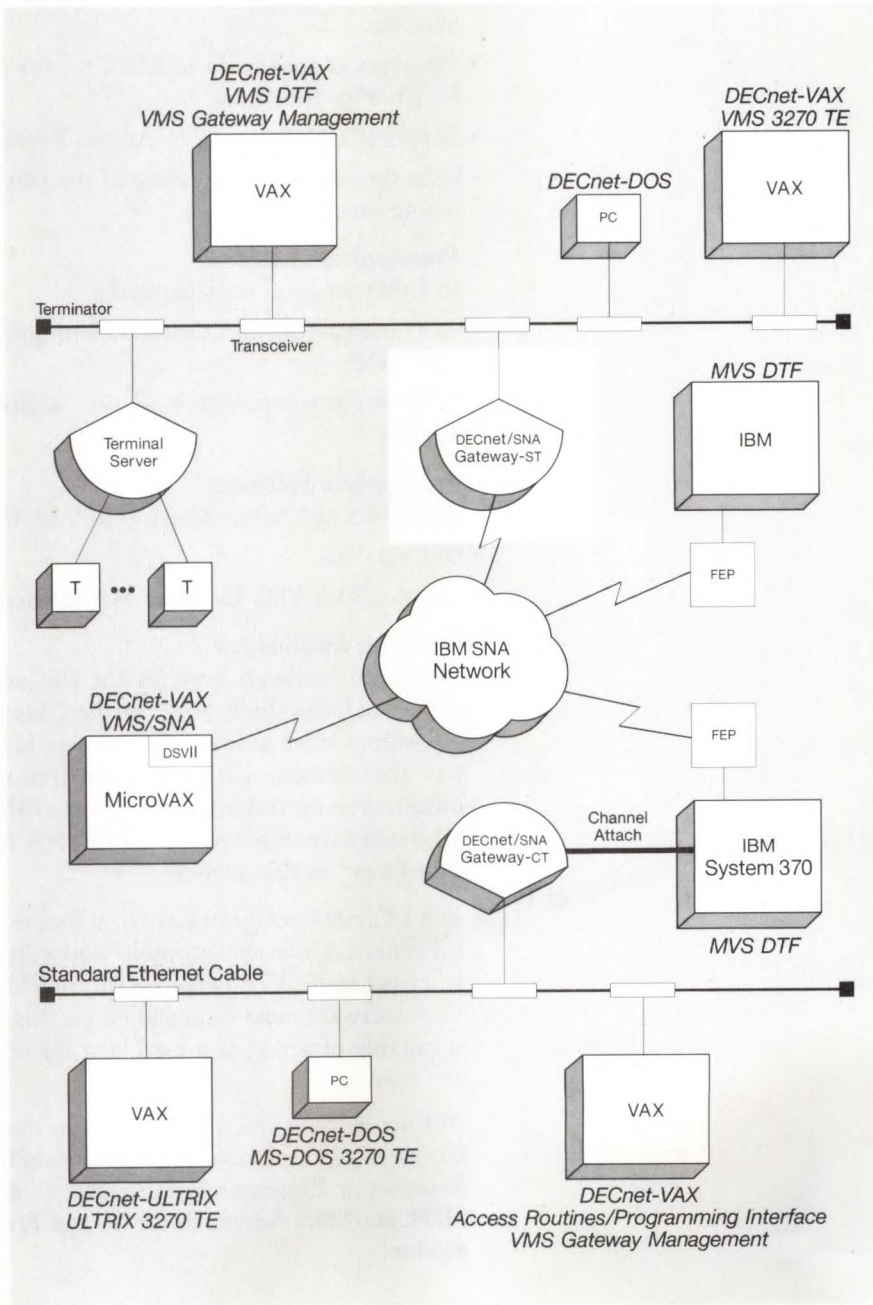 DECnet-VAX
VMS DTF
VMS Gateway Management
VAX
DECnet-DOS
PC
DECnet-VAX
VMS 3270 TE
VAX
Terminator
Transceiver
Terminal
Server
T
•••
T
DECnet/SNA
Gateway-ST
MVS DTF
IBM
FEP
IBM SNA
Network
DECnet-VAX
VMS/SNA
DSVII
MicroVAX
FEP
DECnet/SNA
Gateway-CT
Channel
Attach
IBM
System 370
MVS DTF
Standard Ethernet Cable
VAX
DECnet-ULTRIX
ULTRIX 3270 TE
PC
DECnet-DOS
MS-DOS 3270 TE
VAX
DECnet-VAX
Access Routines/Programming Interface
VMS Gateway Management